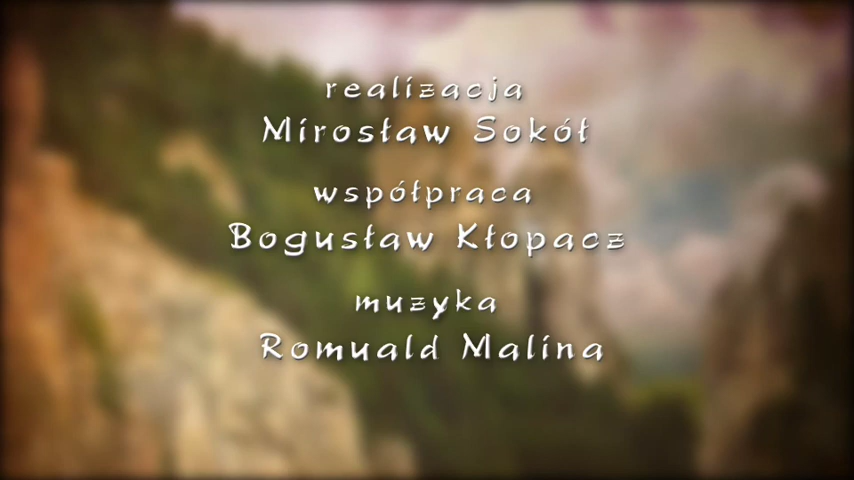 realizacja
Mirosław Sokół
współpraca
Bogusław Kłopacz
muzyka
Romuald Malina